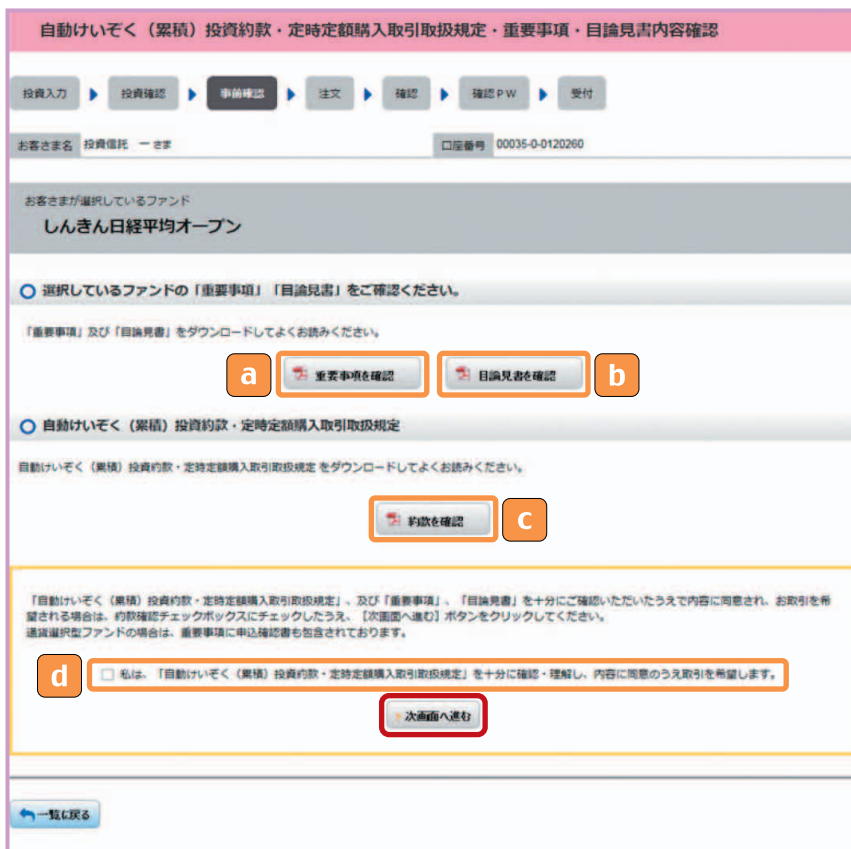 自動けいぞく（累積）投資約款・定時定額購入取引取扱規定・重要事項・目論見書内容確認
投資入力 投資確認 事前確認 注文 確認 確認PW 受付
お客さま名 投資信託 一さま 口座番号 00035-0-0120260
お客さまが選択しているファンド
しんきん日経平均オープン
選択しているファンドの「重要事項」「目論見書」をご確認ください。
「重要事項」及び「目論見書」をダウンロードしてよくお読みください。
a 重要事項を確認 目論見書を確認 b
自動けいぞく（累積）投資約款・定時定額購入取引取扱規定
自動けいぞく（累積）投資約款・定時定額購入取引取扱規定 をダウンロードしてよくお読みください。
約款を確認 c
「自動けいぞく（累積）投資約款・定時定額購入取引取扱規定」、及び「重要事項」、「目論見書」を十分にご確認いただいたうえで内容に同意され、お取引を希
望される場合は、約款確認チェックボックスにチェックしたうえ、［次画面へ進む］ボタンをクリックしてください。
通貨選択型ファンドの場合は、重要事項に申込確認書も包含されております。
d 私は、「自動けいぞく（累積）投資約款・定時定額購入取引取扱規定」を十分に確認・理解し、内容に同意のうえ取引を希望します。
次画面へ進む
一覧に戻る